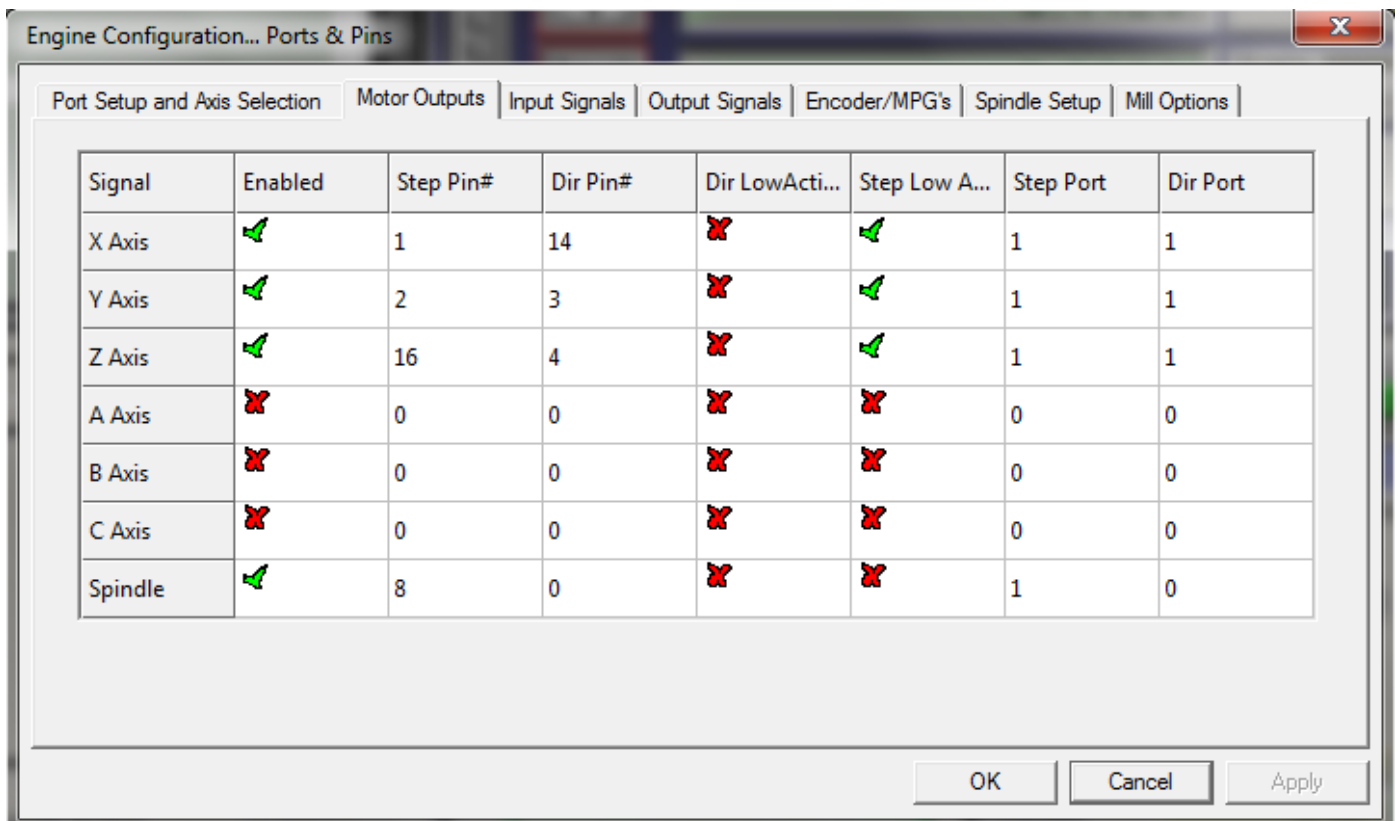 Engine Configuration... Ports & Pins
Port Setup and Axis Selection Motor Outputs Input Signals Output Signals Encoder/MPG's Spindle Setup Mill Options
Signal Enabled Step Pin# Dir Pin# Dir LowActi... Step Low A... Step Port Dir Port
X Axis 1 14 1 1
Y Axis 2 3 1 1
Z Axis 16 4 1 1
A Axis 0 0 0 0
B Axis 0 0 0 0
C Axis 0 0 0 0
Spindle 8 0 1 0
OK Cancel Apply